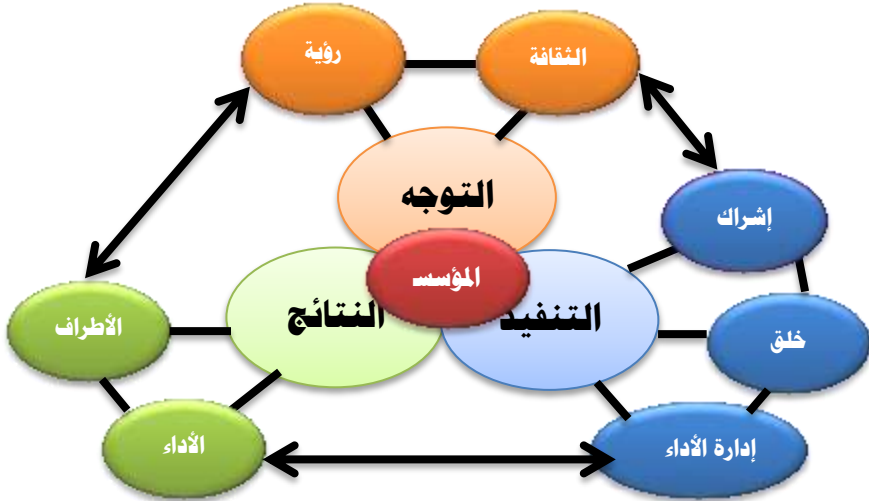 رؤية
الثقافة
التوجه
إشراك
المؤسس
النتائج
التنفيذ
الأطراف
خلق
الأداء
إدارة الأداء